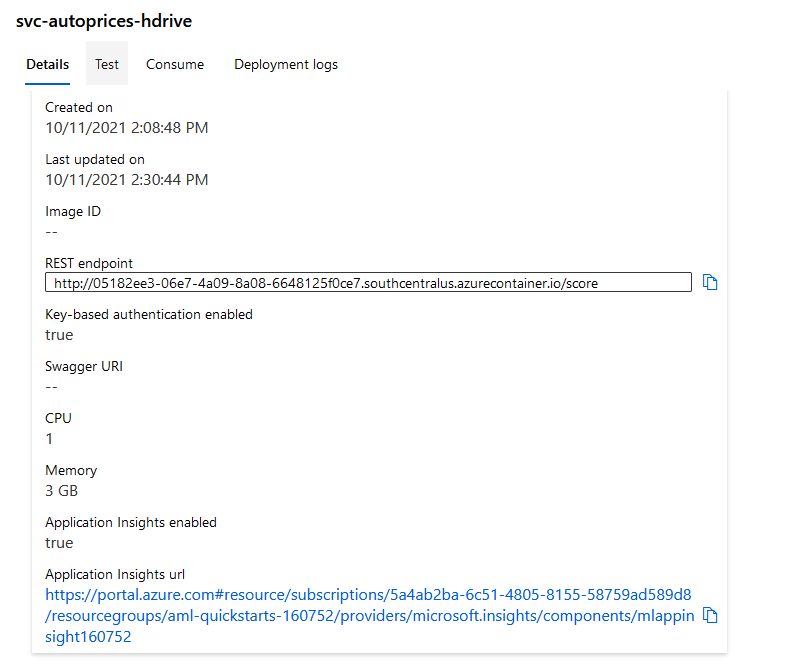 svc-autoprices-hdrive
Details Test Consume Deployment logs
Created on
10/11/2021 2:08:48 PM
Last updated on
10/11/2021 2:30:44 PM
Image ID
--
REST endpoint
http://05182ee3-06e7-4a09-8a08-6648125f0ce7.southcentralus.azurecontainer.io/score
Key-based authentication enabled
true
Swagger URI
--
CPU
1
Memory
3 GB
Application Insights enabled
true
Application Insights url
https://portal.azure.com#resource/subscriptions/5a4ab2ba-6c51-4805-8155-58759ad589d8
/resourcegroups/aml-quickstarts-160752/providers/microsoft.insights/components/mlappin
sight160752